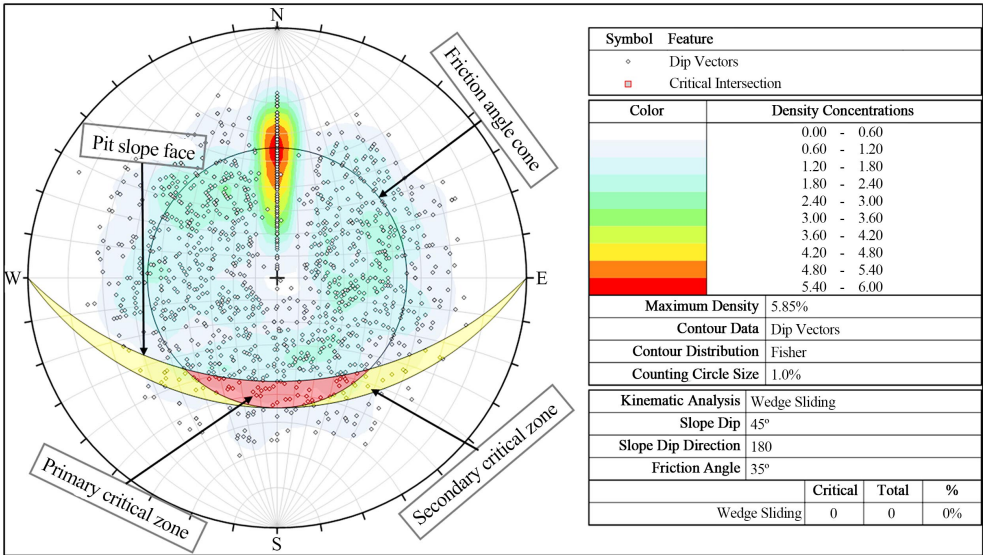 N
W
E
S
Pit slope face
Friction angle cone
Primary critical zone
Secondary critical zone
Symbol Feature
Dip Vectors
Critical Intersection
Color Density Concentrations
0.00 - 0.60
0.60 - 1.20
1.20 - 1.80
1.80 - 2.40
2.40 - 3.00
3.00 - 3.60
3.60 - 4.20
4.20 - 4.80
4.80 - 5.40
5.40 - 6.00
Maximum Density 5.85%
Contour Data Dip Vectors
Contour Distribution Fisher
Counting Circle Size 1.0%
Kinematic Analysis Wedge Sliding
Slope Dip 45°
Slope Dip Direction 180
Friction Angle 35°
Critical Total %
Wedge Sliding 0 0 0%